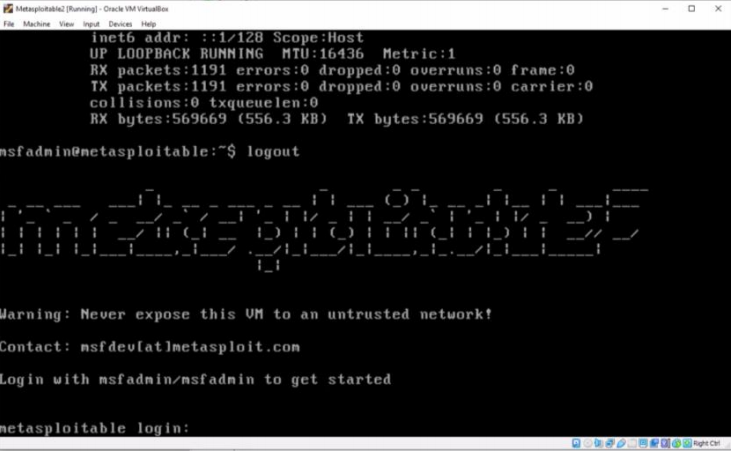 Metasploitable2 [Running] - Oracle VM VirtualBox
File Machine View Input Devices Help
inet6 addr: ::1/128 Scope:Host
UP LOOPBACK RUNNING MTU:16436 Metric:1
RX packets:1191 errors:0 dropped:0 overruns:0 frame:0
TX packets:1191 errors:0 dropped:0 overruns:0 carrier:0
collisions:0 txqueuelen:0
RX bytes:569669 (556.3 KB) TX bytes:569669 (556.3 KB)
msfadmin@metasploitable:~$ logout
metasploitable2
Warning: Never expose this VM to an untrusted network!
Contact: msfdev[at]metasploit.com
Login with msfadmin/msfadmin to get started
metasploitable login:
Right Ctrl